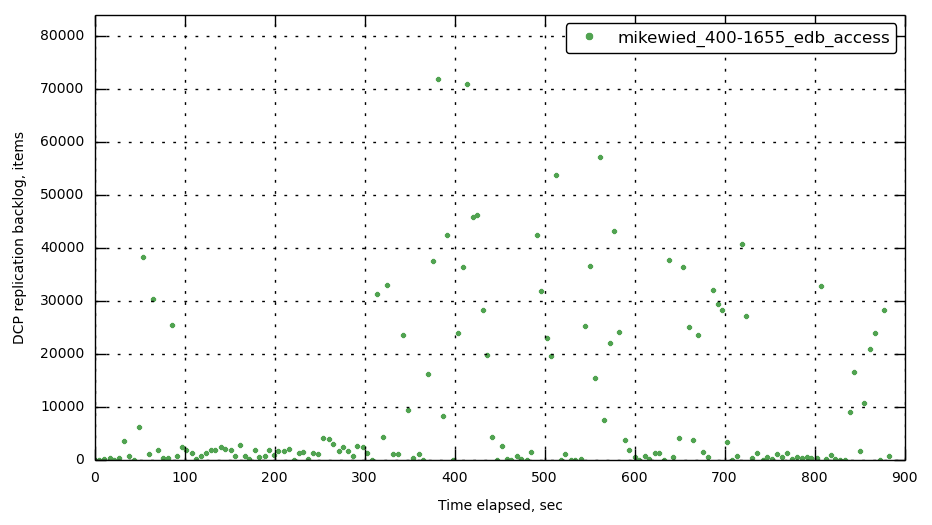 80000
mikewied_400-1655_edb_access
70000
60000
50000
40000
30000
20000
10000
0
DCP replication backlog, items
0 100 200 300 400 500 600 700 800 900
Time elapsed, sec